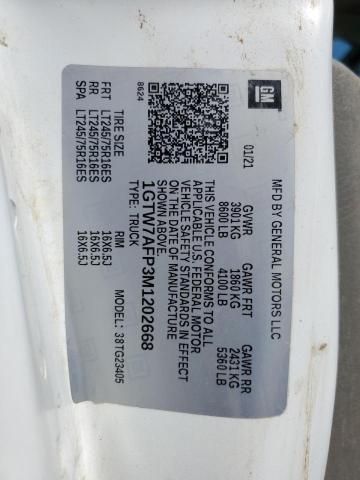 GM
MFD BY GENERAL MOTORS LLC
01/21
GVWR GAWR FRT GAWR RR
3901 KG 1860 KG 2431 KG
8600 LB 4100 LB 5360 LB
THIS VEHICLE CONFORMS TO ALL
APPLICABLE U.S. FEDERAL MOTOR
VEHICLE SAFETY STANDARDS IN EFFECT
ON THE DATE OF MANUFACTURE
SHOWN ABOVE.
1GTW7AFP3M1202668
TYPE: TRUCK MODEL: 38TG23405
8624
TIRE SIZE RIM
FRT LT245/75R16ES 16X6.5J
RR LT245/75R16ES 16X6.5J
SPA LT245/75R16ES 16X6.5J